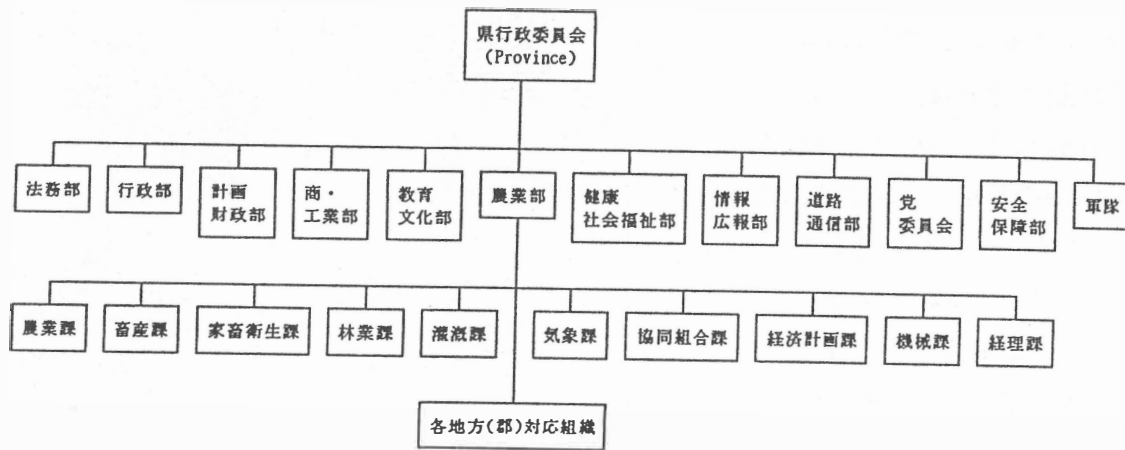 県行政委員会
(Province)
法務部
行政部
計画
財政部
商・
工業部
教育
文化部
農業部
健康
社会福祉部
情報
広報部
道路
通信部
党
委員会
安全
保障部
軍隊
農業課
畜産課
家畜衛生課
林業課
灌漑課
気象課
協同組合課
経済計画課
機械課
経理課
各地方(郡)対応組織